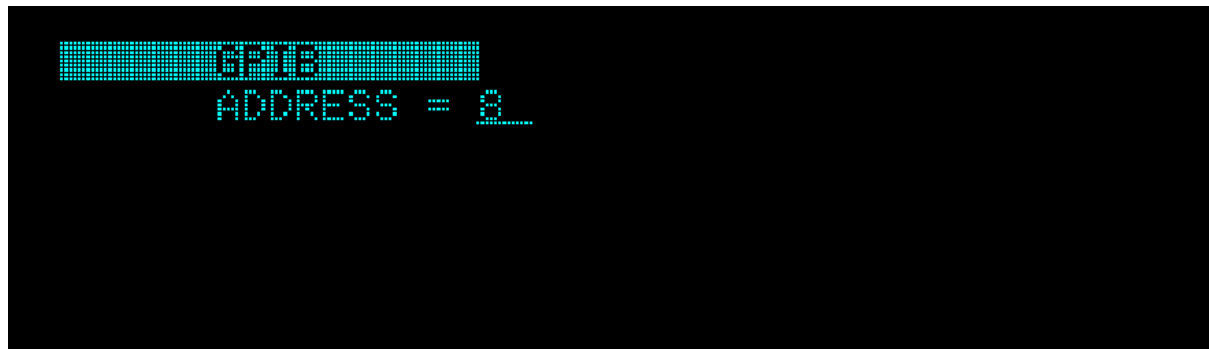 GPIB
ADDRESS = 8